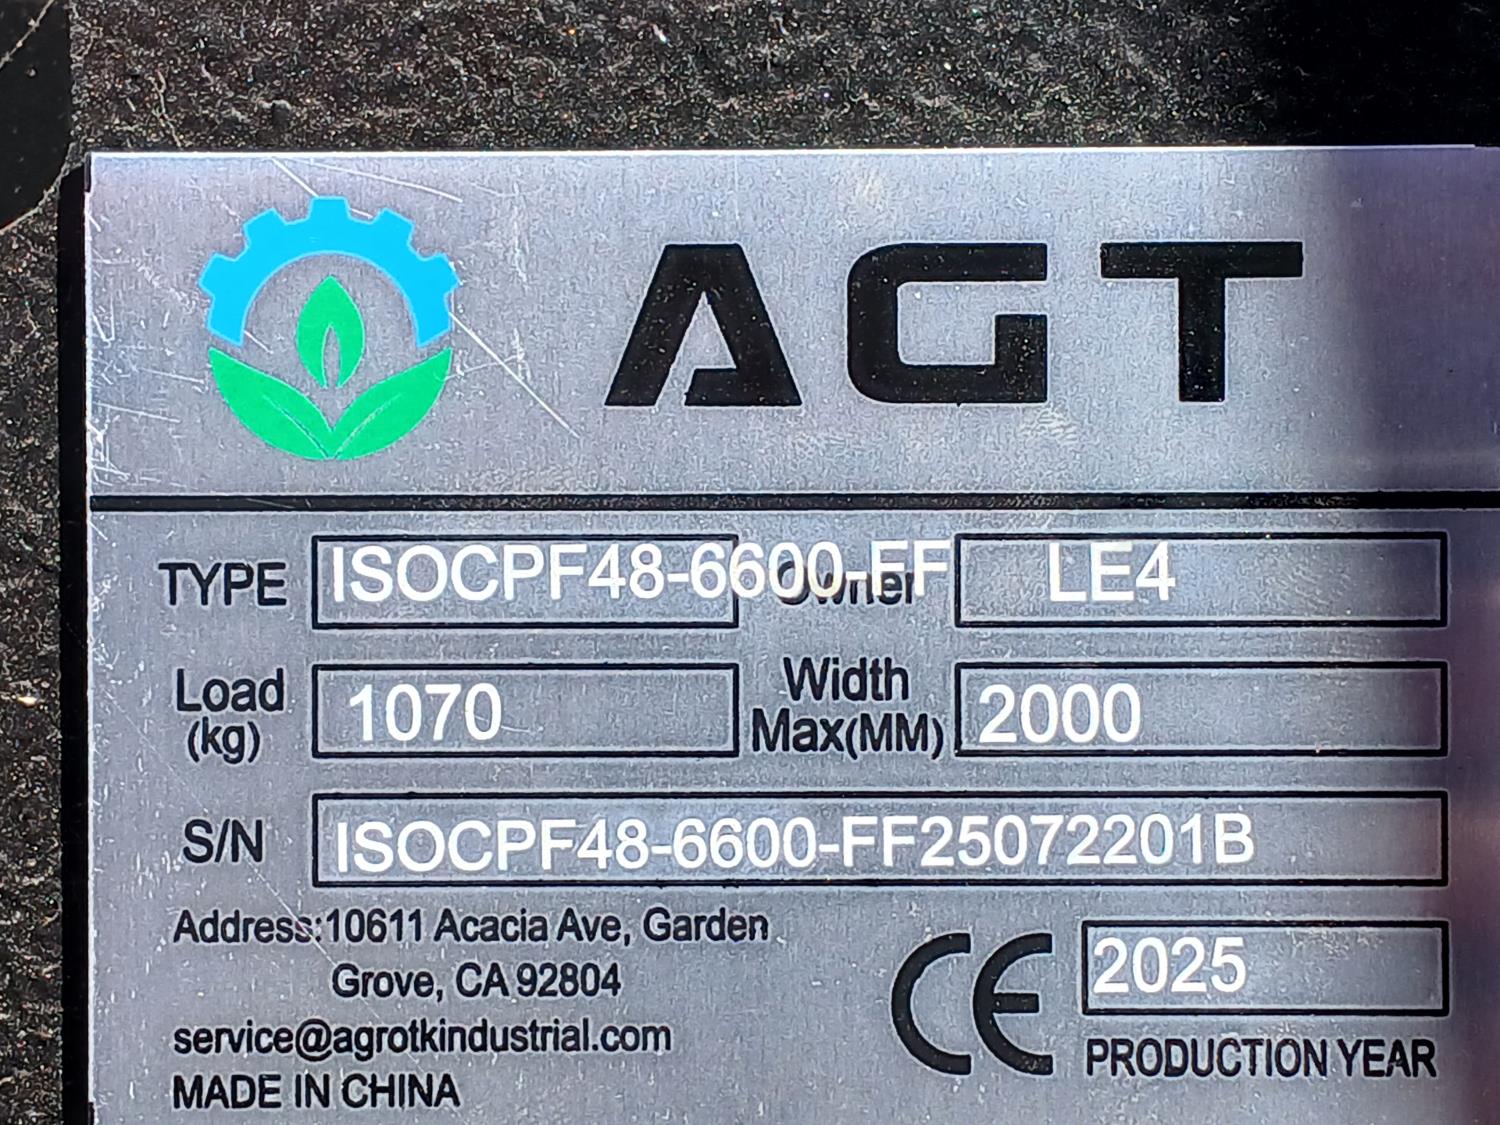 AGT
TYPE ISOCPF48-6600-FF Owner LE4
Load (kg) 1070 Width Max(MM) 2000
S/N ISOCPF48-6600-FF25072201B
Address:10611 Acacia Ave, Garden
Grove, CA 92804
service@agrotkindustrial.com
MADE IN CHINA
CE 2025
PRODUCTION YEAR